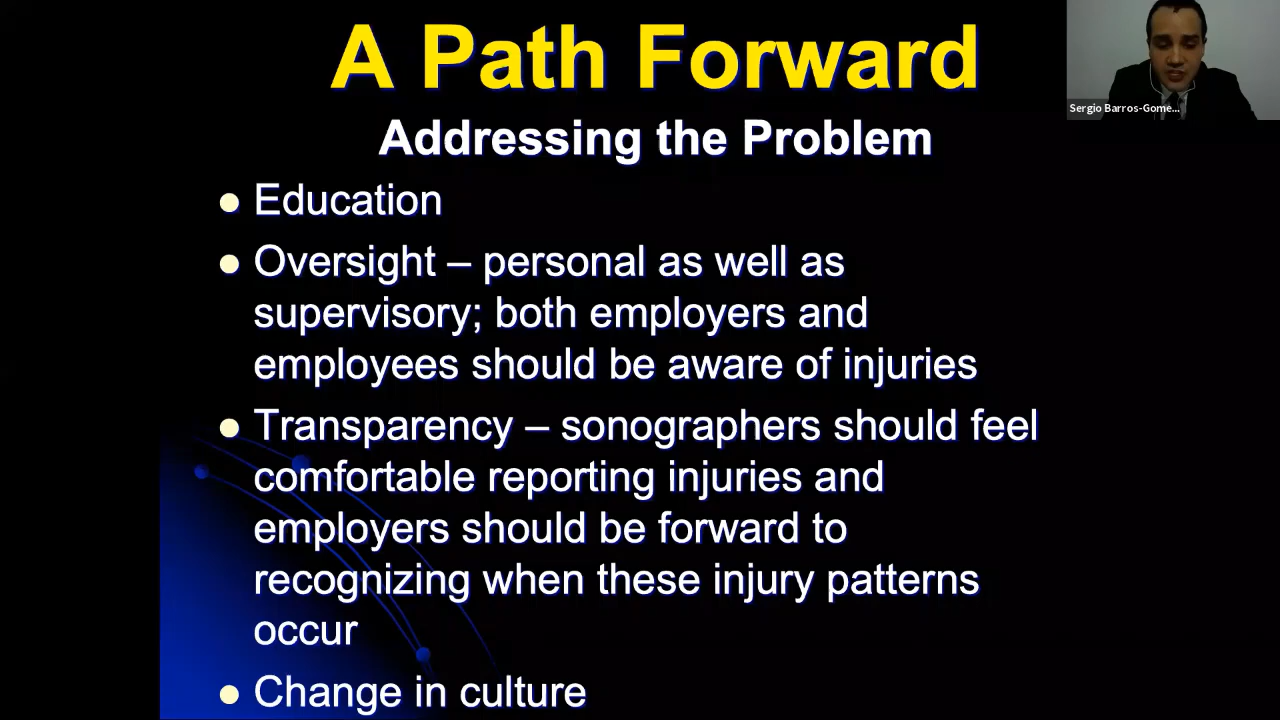 A Path Forward
Sergio Barros-Gome...
Addressing the Problem
Education
Oversight – personal as well as
supervisory; both employers and
employees should be aware of injuries
Transparency – sonographers should feel
comfortable reporting injuries and
employers should be forward to
recognizing when these injury patterns
occur
Change in culture